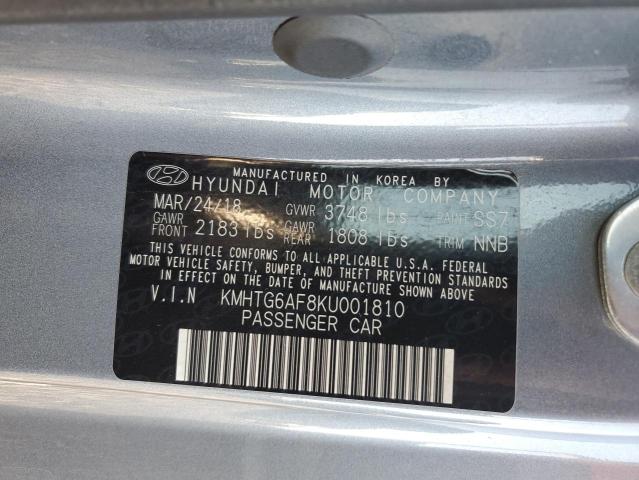 MANUFACTURED IN KOREA BY
HYUNDAI MOTOR COMPANY
MAR/24/18 GVWR 3748 lbs PAINT SS7
GAWR FRONT 2183 lbs GAWR REAR 1808 lbs TRIM NNB
THIS VEHICLE CONFORMS TO ALL APPLICABLE U.S.A. FEDERAL
MOTOR VEHICLE SAFETY, BUMPER, AND THEFT PREVENTION STANDARDS
IN EFFECT ON THE DATE OF MANUFACTURE SHOWN ABOVE.
V.I.N KMHTG6AF8KU001810
PASSENGER CAR